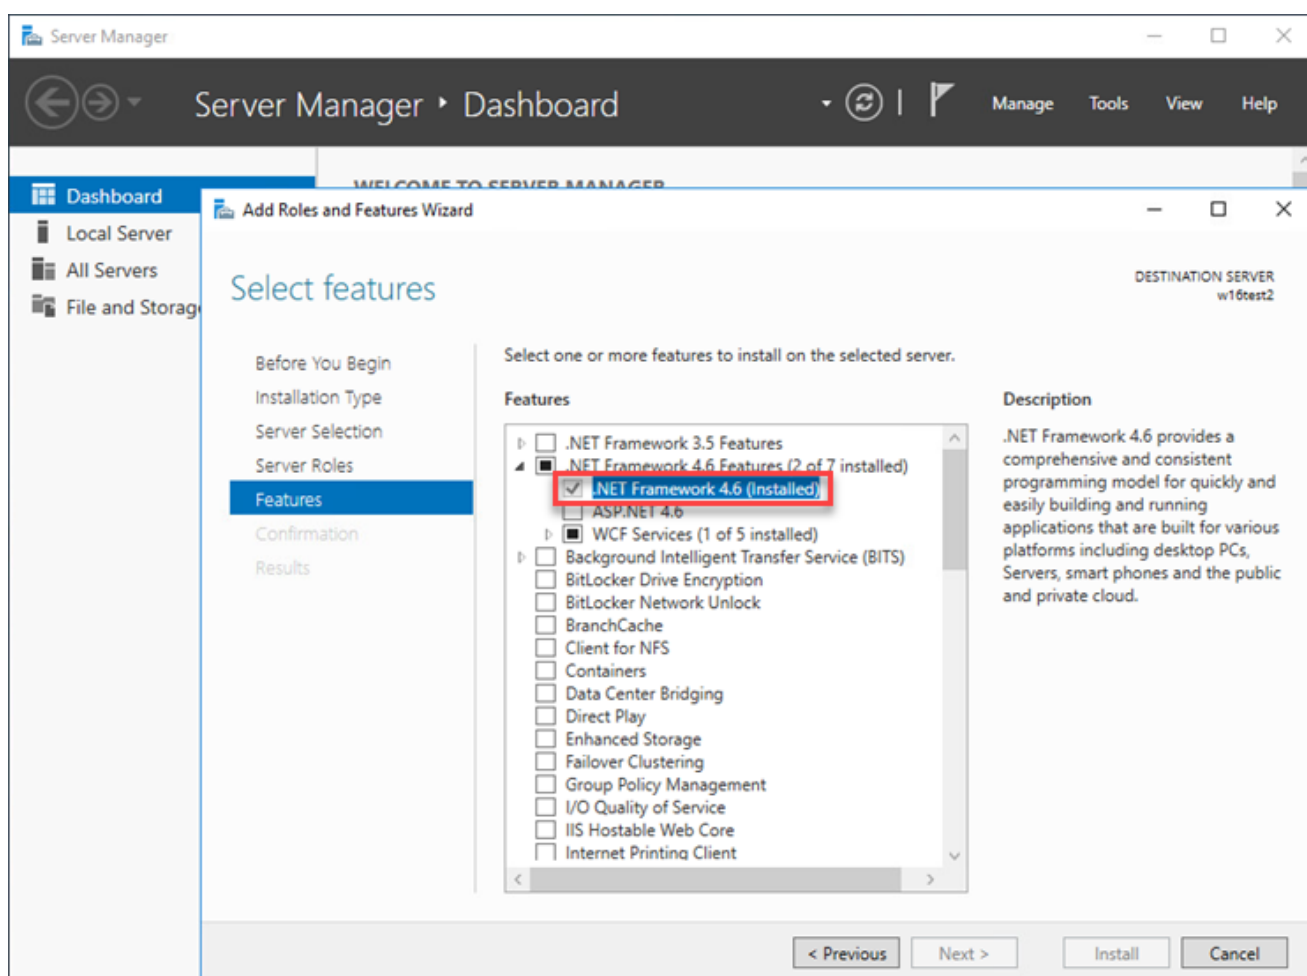 Server Manager
Server Manager ‣ Dashboard
Manage Tools View Help
WELCOME TO SERVER MANAGER
Dashboard
Local Server
All Servers
File and Storag
Add Roles and Features Wizard
Select features
DESTINATION SERVER
w16test2
Before You Begin
Installation Type
Server Selection
Server Roles
Features
Confirmation
Results
Select one or more features to install on the selected server.
Features
.NET Framework 3.5 Features
.NET Framework 4.6 Features (2 of 7 installed)
.NET Framework 4.6 (Installed)
ASP.NET 4.6
WCF Services (1 of 5 installed)
Background Intelligent Transfer Service (BITS)
BitLocker Drive Encryption
BitLocker Network Unlock
BranchCache
Client for NFS
Containers
Data Center Bridging
Direct Play
Enhanced Storage
Failover Clustering
Group Policy Management
I/O Quality of Service
IIS Hostable Web Core
Internet Printing Client
Description
.NET Framework 4.6 provides a
comprehensive and consistent
programming model for quickly and
easily building and running
applications that are built for various
platforms including desktop PCs,
Servers, smart phones and the public
and private cloud.
< Previous
Next >
Install
Cancel